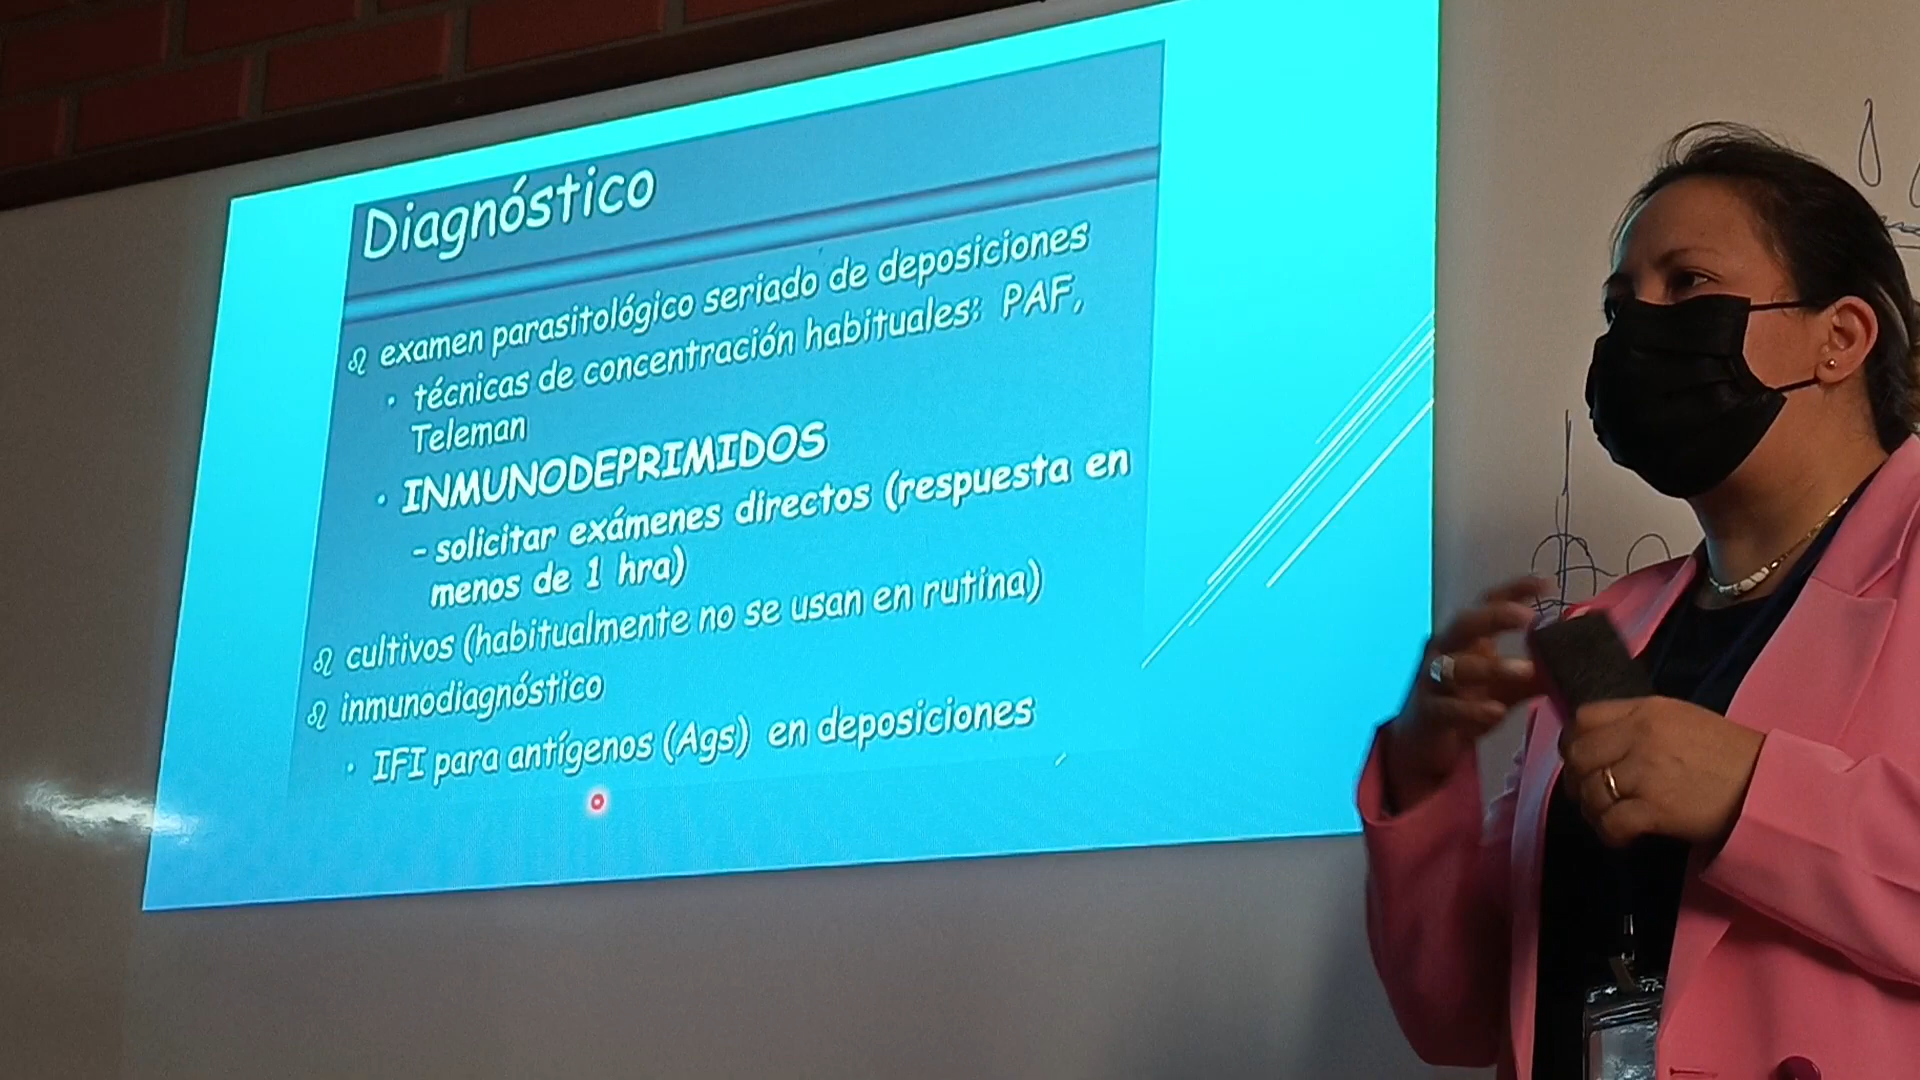 Diagnóstico
examen parasitológico seriado de deposiciones
• técnicas de concentración habituales: PAF,
Teleman
• INMUNODEPRIMIDOS
- solicitar exámenes directos (respuesta en
menos de 1 hra)
cultivos (habitualmente no se usan en rutina)
inmunodiagnóstico
• IFI para antígenos (Ags) en deposiciones